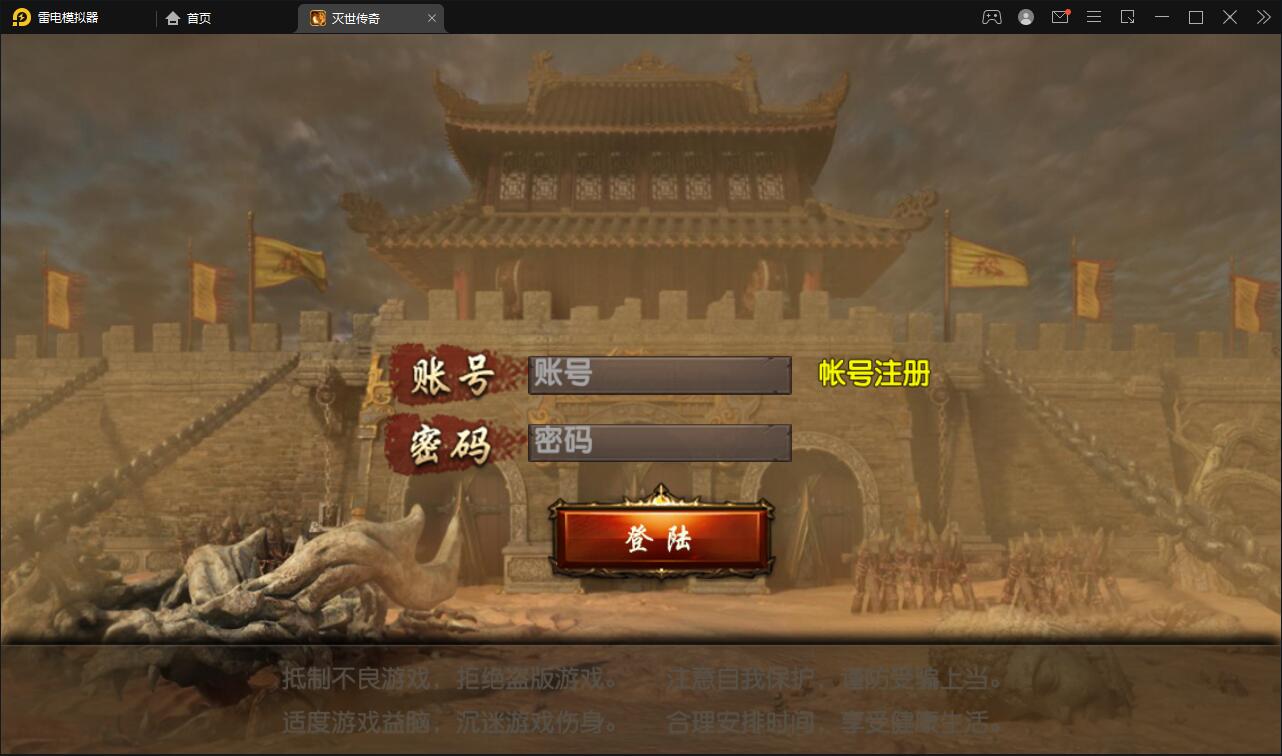 雷电模拟器
首页
灭世传奇
账号 账号 帐号注册
密码 密码
登陆
抵制不良游戏，拒绝盗版游戏。 注意自我保护，谨防受骗上当。
适度游戏益脑，沉迷游戏伤身。 合理安排时间，享受健康生活。